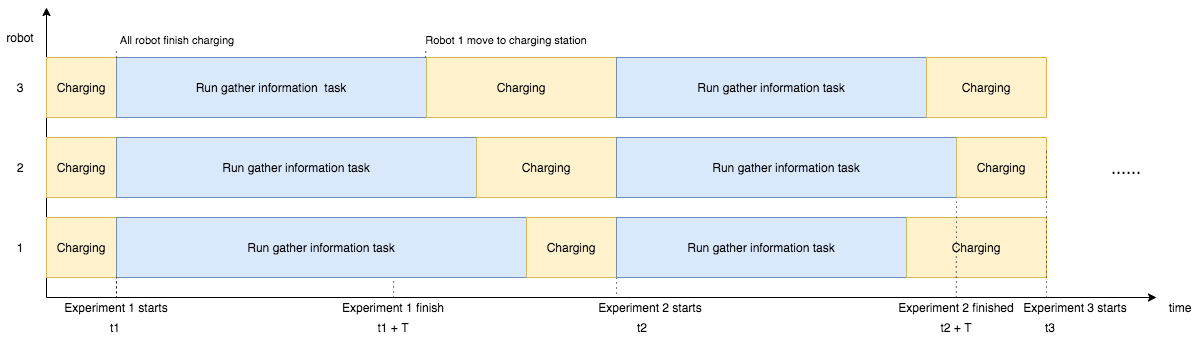 robot
All robot finish charging
Robot 1 move to charging station
3
Charging
Run gather information task
Charging
Run gather information task
Charging
2
Charging
Run gather information task
Charging
Run gather information task
Charging
......
1
Charging
Run gather information task
Charging
Run gather information task
Charging
Experiment 1 starts
Experiment 1 finish
Experiment 2 starts
Experiment 2 finished
Experiment 3 starts
time
t1
t1 + T
t2
t2 + T
t3